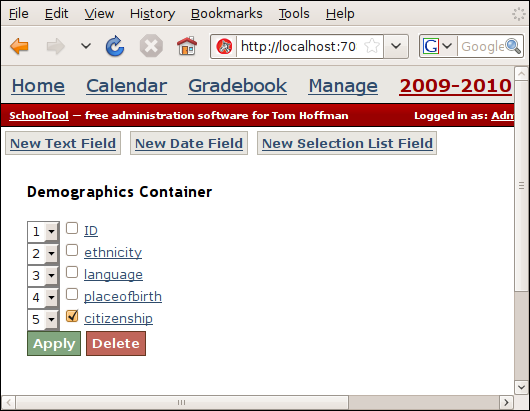 File Edit View History Bookmarks Tools Help
http://localhost:70 G Google
Home Calendar Gradebook Manage 2009-2010
SchoolTool — free administration software for Tom Hoffman Logged in as: Adm
New Text Field New Date Field New Selection List Field
Demographics Container
1 ID
2 ethnicity
3 language
4 placeofbirth
5 citizenship
Apply Delete